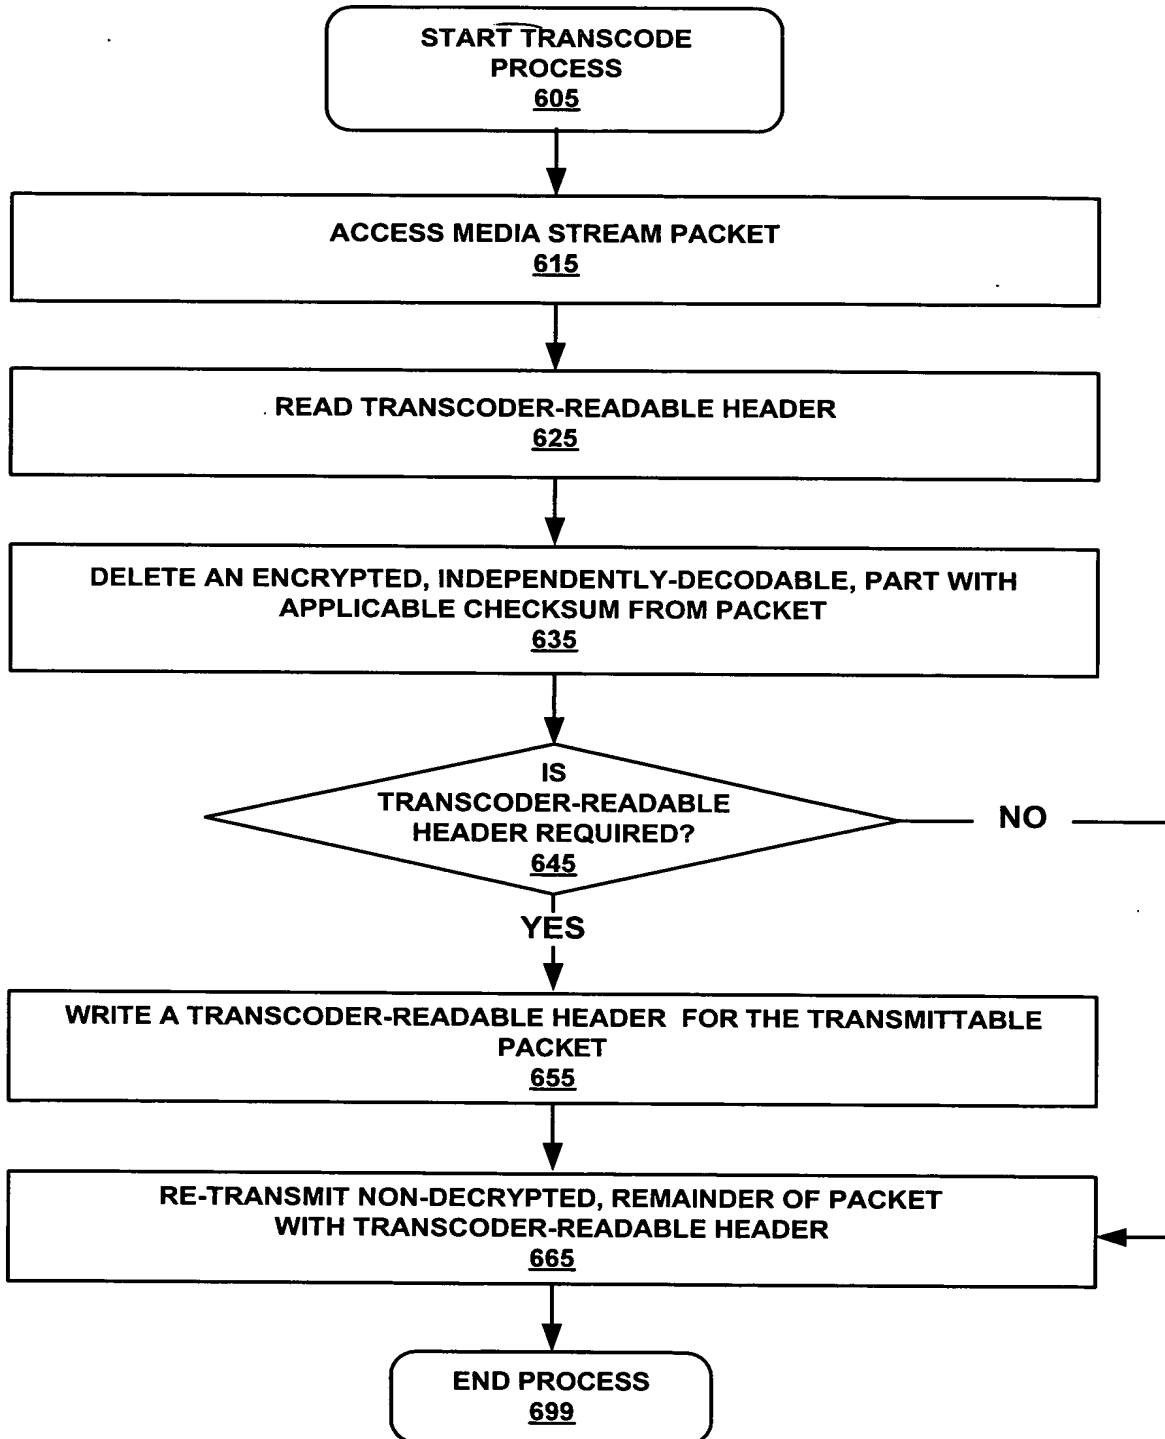 START TRANSCODE
PROCESS
605
ACCESS MEDIA STREAM PACKET
615
READ TRANSCODER-READABLE HEADER
625
DELETE AN ENCRYPTED, INDEPENDENTLY-DECODABLE, PART WITH
APPLICABLE CHECKSUM FROM PACKET
635
IS
TRANSCODER-READABLE
HEADER REQUIRED?
645
NO
YES
WRITE A TRANSCODER-READABLE HEADER FOR THE TRANSMITTABLE
PACKET
655
RE-TRANSMIT NON-DECRYPTED, REMAINDER OF PACKET
WITH TRANSCODER-READABLE HEADER
665
END PROCESS
699